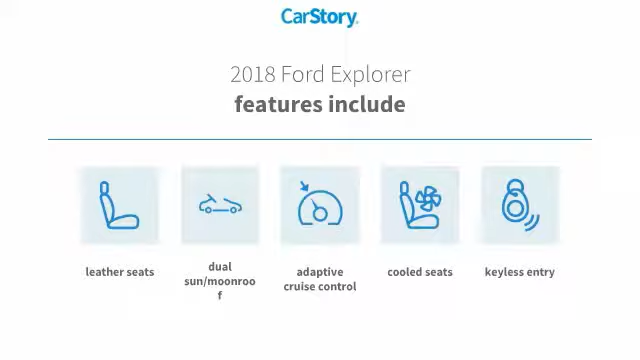 CarStory.
2018 Ford Explorer
features include
leather seats
dual
sun/moonroo
f
adaptive
cruise control
cooled seats
keyless entry